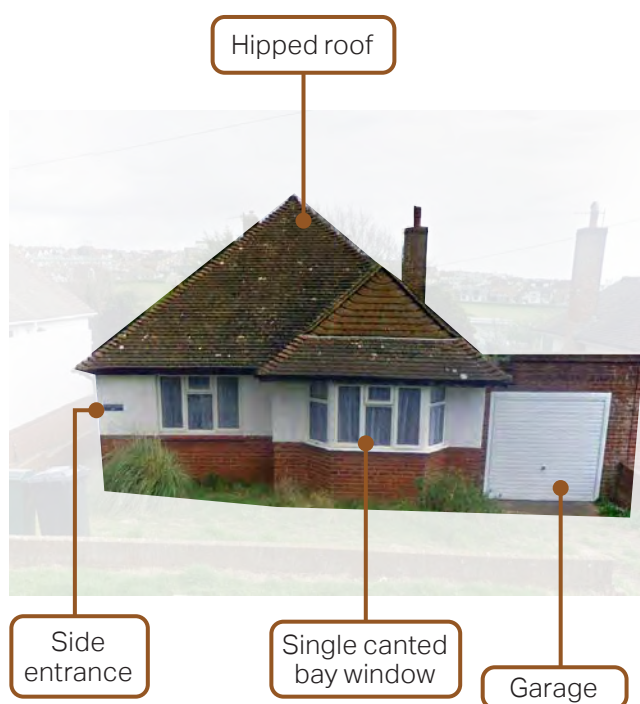 Hipped roof
Side
entrance
Single canted
bay window
Garage